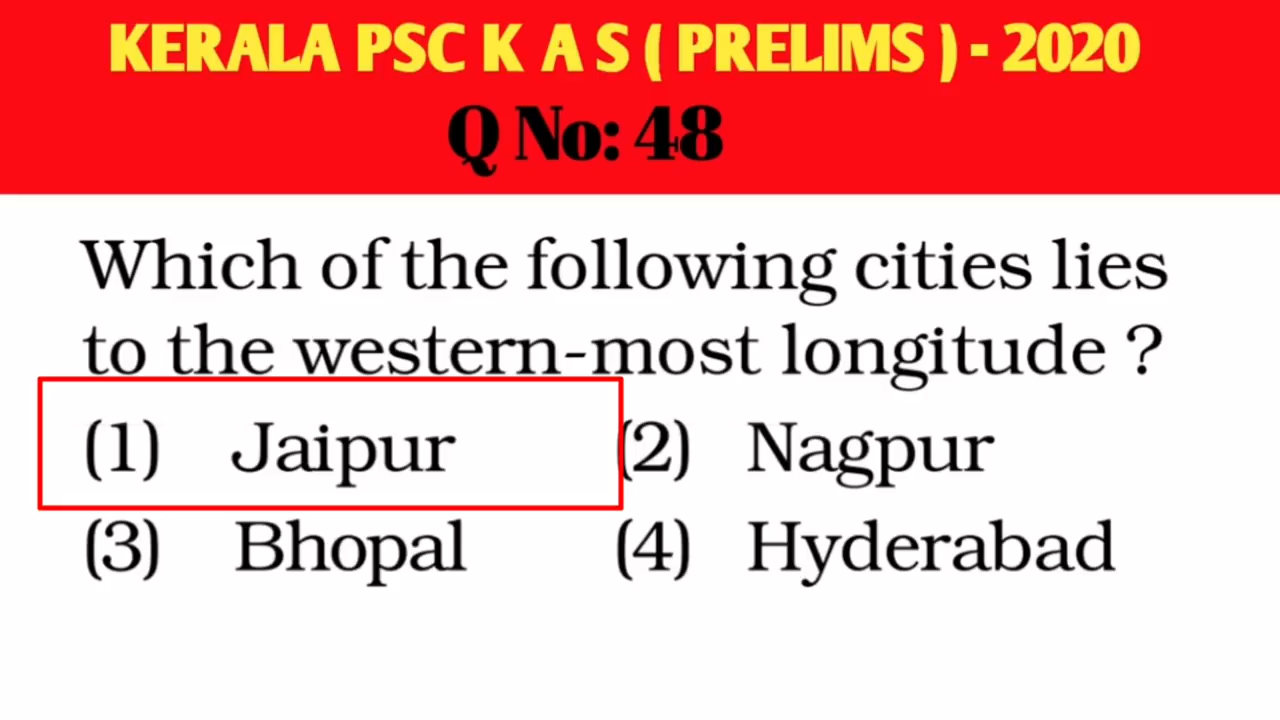 KERALA PSC K A S ( PRELIMS ) - 2020
Q No: 48
Which of the following cities lies
to the western-most longitude ?
(1) Jaipur (2) Nagpur
(3) Bhopal (4) Hyderabad